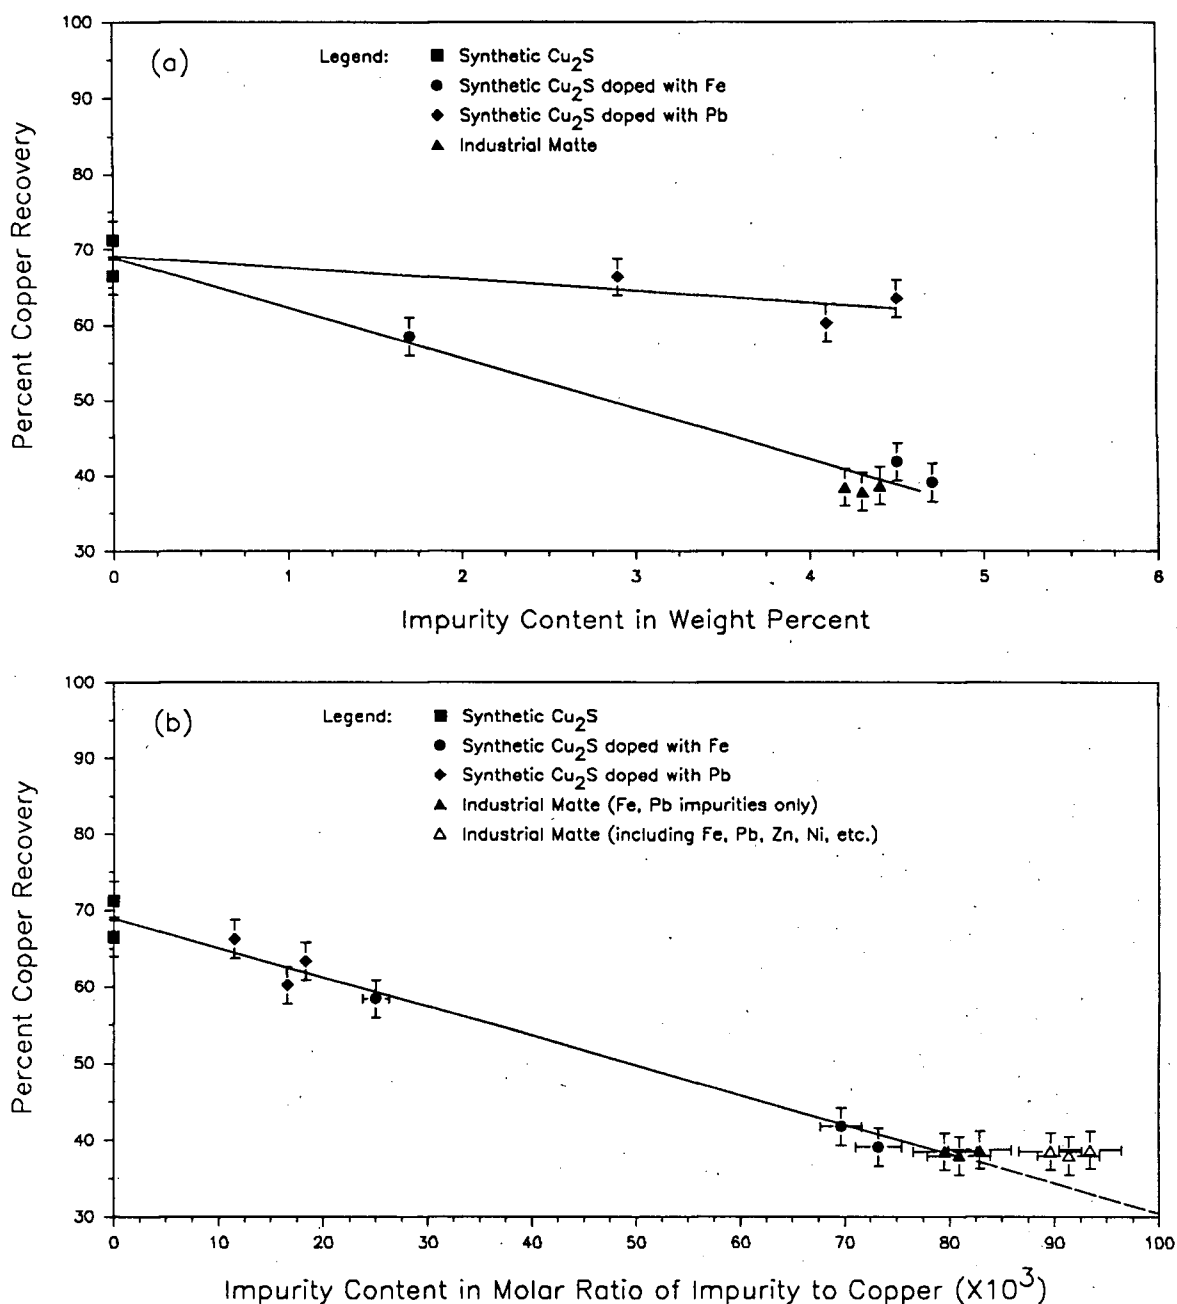 100
(a)
Legend:
Synthetic Cu2S
Synthetic Cu2S doped with Fe
Synthetic Cu2S doped with Pb
Industrial Matte
90
80
70
60
50
40
30
Percent Copper Recovery
0 1 2 3 4 5 6
Impurity Content in Weight Percent
100
(b)
Legend:
Synthetic Cu2S
Synthetic Cu2S doped with Fe
Synthetic Cu2S doped with Pb
Industrial Matte (Fe, Pb impurities only)
Industrial Matte (including Fe, Pb, Zn, Ni, etc.)
90
80
70
60
50
40
30
Percent Copper Recovery
0 10 20 30 40 50 60 70 80 90 100
Impurity Content in Molar Ratio of Impurity to Copper (X10³)